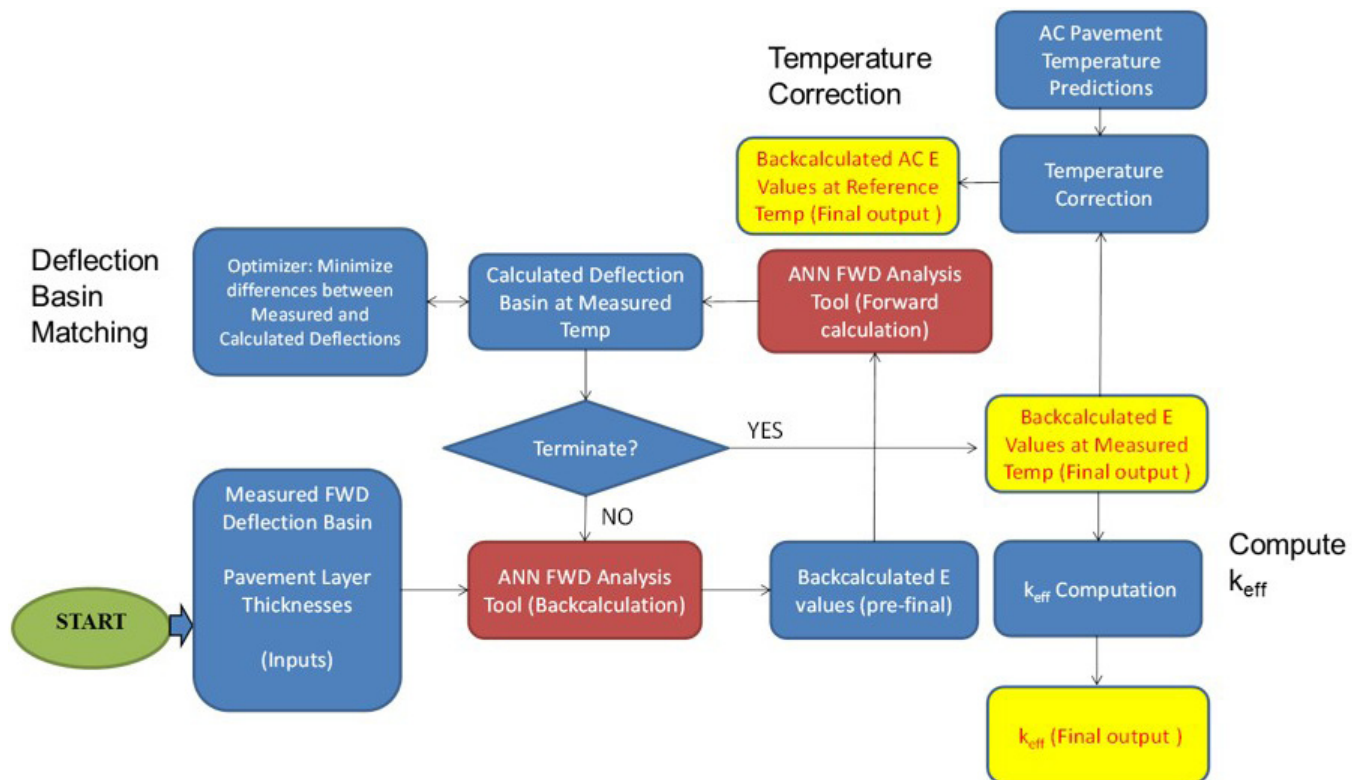 AC Pavement
Temperature
Predictions
Temperature
Correction
Backcalculated AC E
Values at Reference
Temp (Final output )
Temperature
Correction
Deflection
Basin
Matching
Optimizer: Minimize
differences between
Measured and
Calculated Deflections
Calculated Deflection
Basin at Measured
Temp
ANN FWD Analysis
Tool (Forward
calculation)
Terminate?
YES
NO
Backcalculated E
Values at Measured
Temp (Final output )
START
Measured FWD
Deflection Basin
Pavement Layer
Thicknesses
(Inputs)
ANN FWD Analysis
Tool (Backcalculation)
Backcalculated E
values (pre-final)
keff Computation
Compute
keff
keff (Final output )